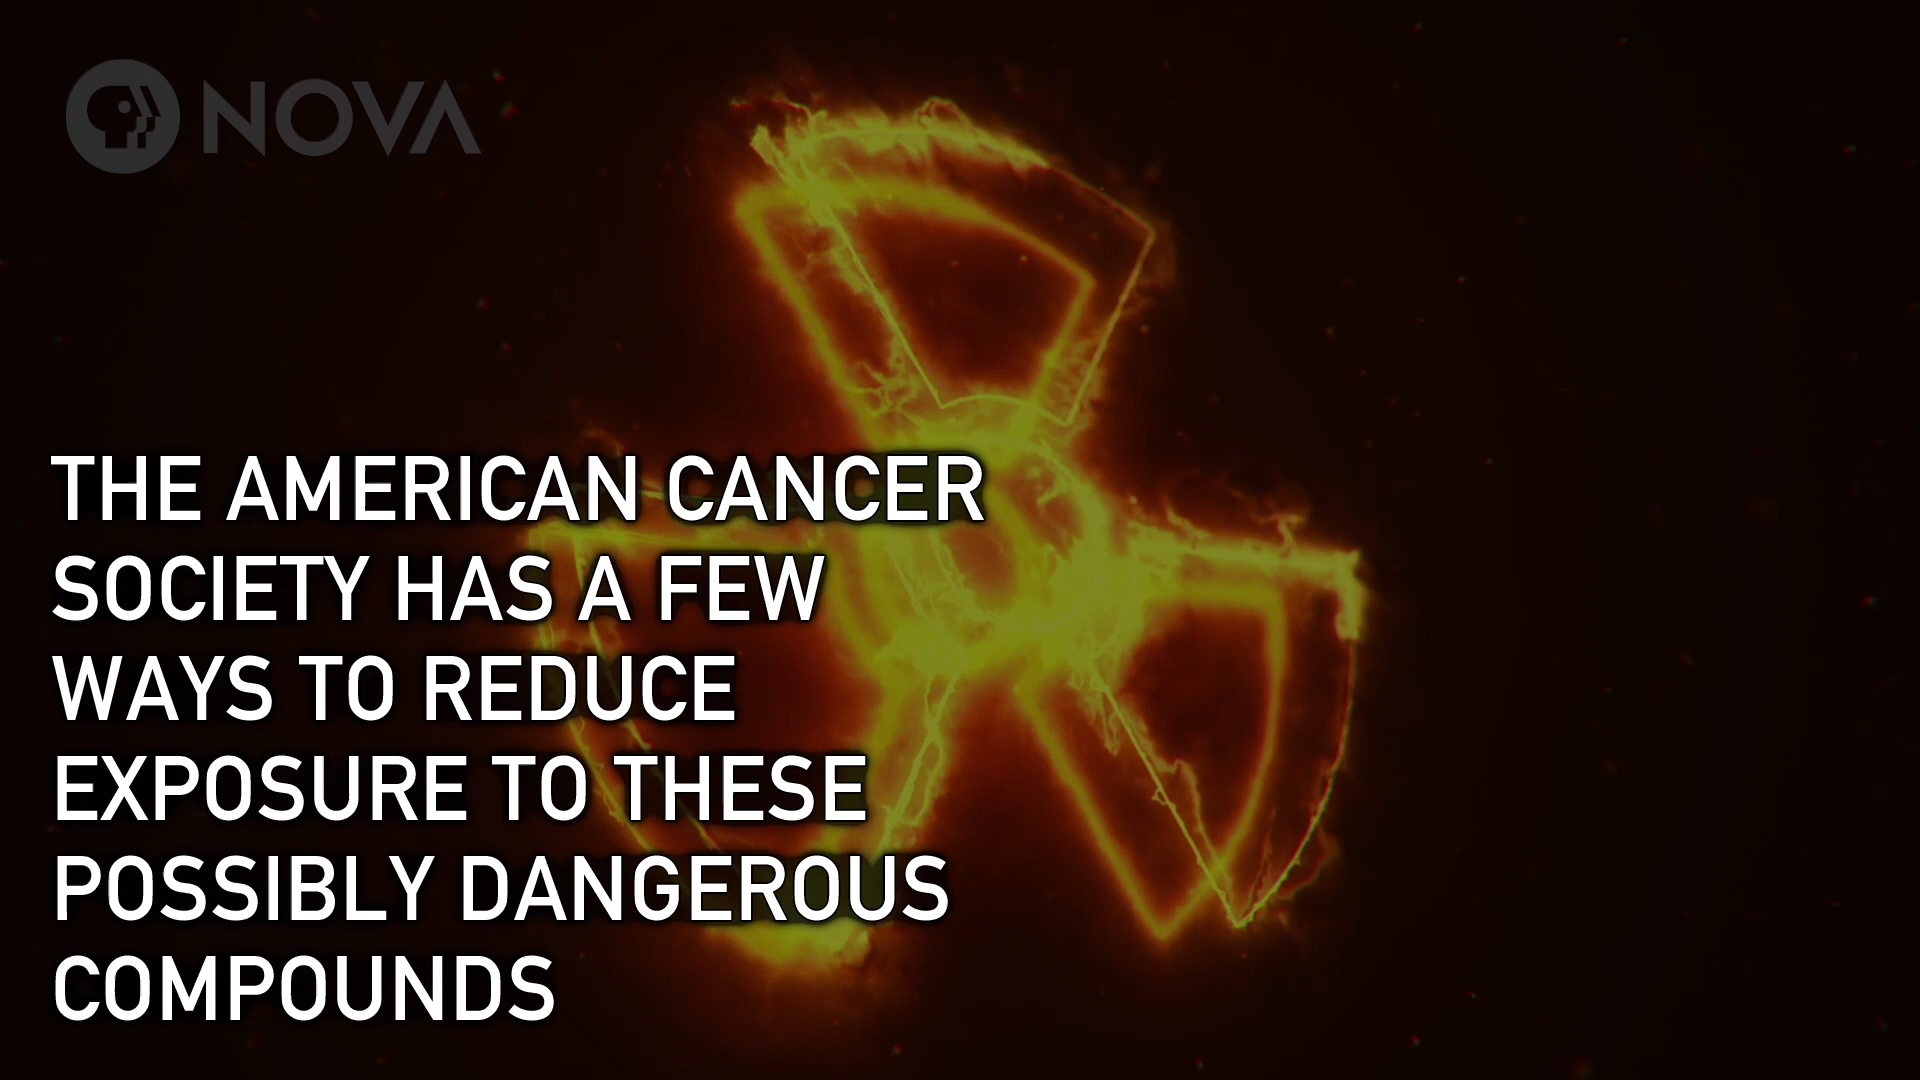 NOVA
THE AMERICAN CANCER
SOCIETY HAS A FEW
WAYS TO REDUCE
EXPOSURE TO THESE
POSSIBLY DANGEROUS
COMPOUNDS